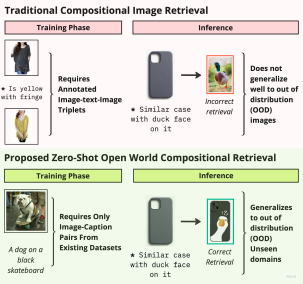 Traditional Compositional Image Retrieval
Training Phase
Inference
★ Is yellow
with fringe
Requires
Annotated
Image-text-Image
Triplets
★ Similar case
with duck face
on it
Incorrect
retrieval
Does not
generalize
well to out of
distribution
(OOD)
images
Proposed Zero-Shot Open World Compositional Retrieval
Training Phase
Inference
A dog on a
black
skateboard
Requires Only
Image-Caption
Pairs From
Existing Datasets
★ Similar case
with duck face
on it
Correct
Retrieval
Generalizes
to out of
distribution
(OOD)
Unseen
domains